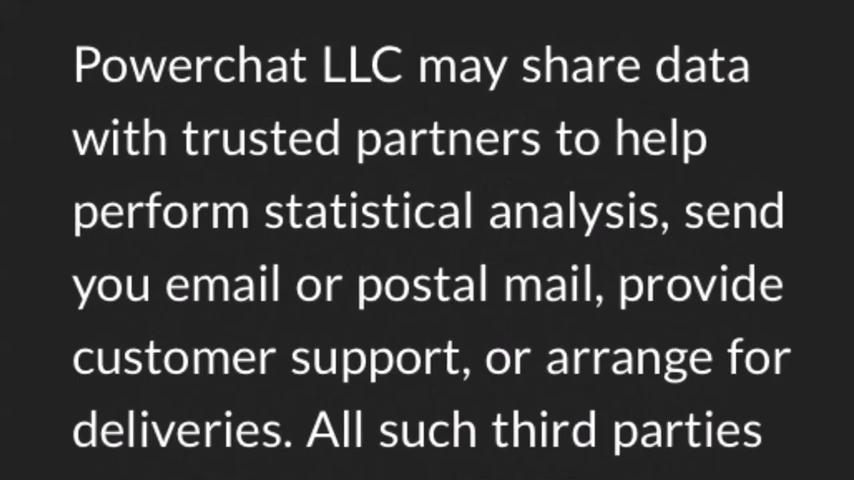 Powerchat LLC may share data
with trusted partners to help
perform statistical analysis, send
you email or postal mail, provide
customer support, or arrange for
deliveries. All such third parties